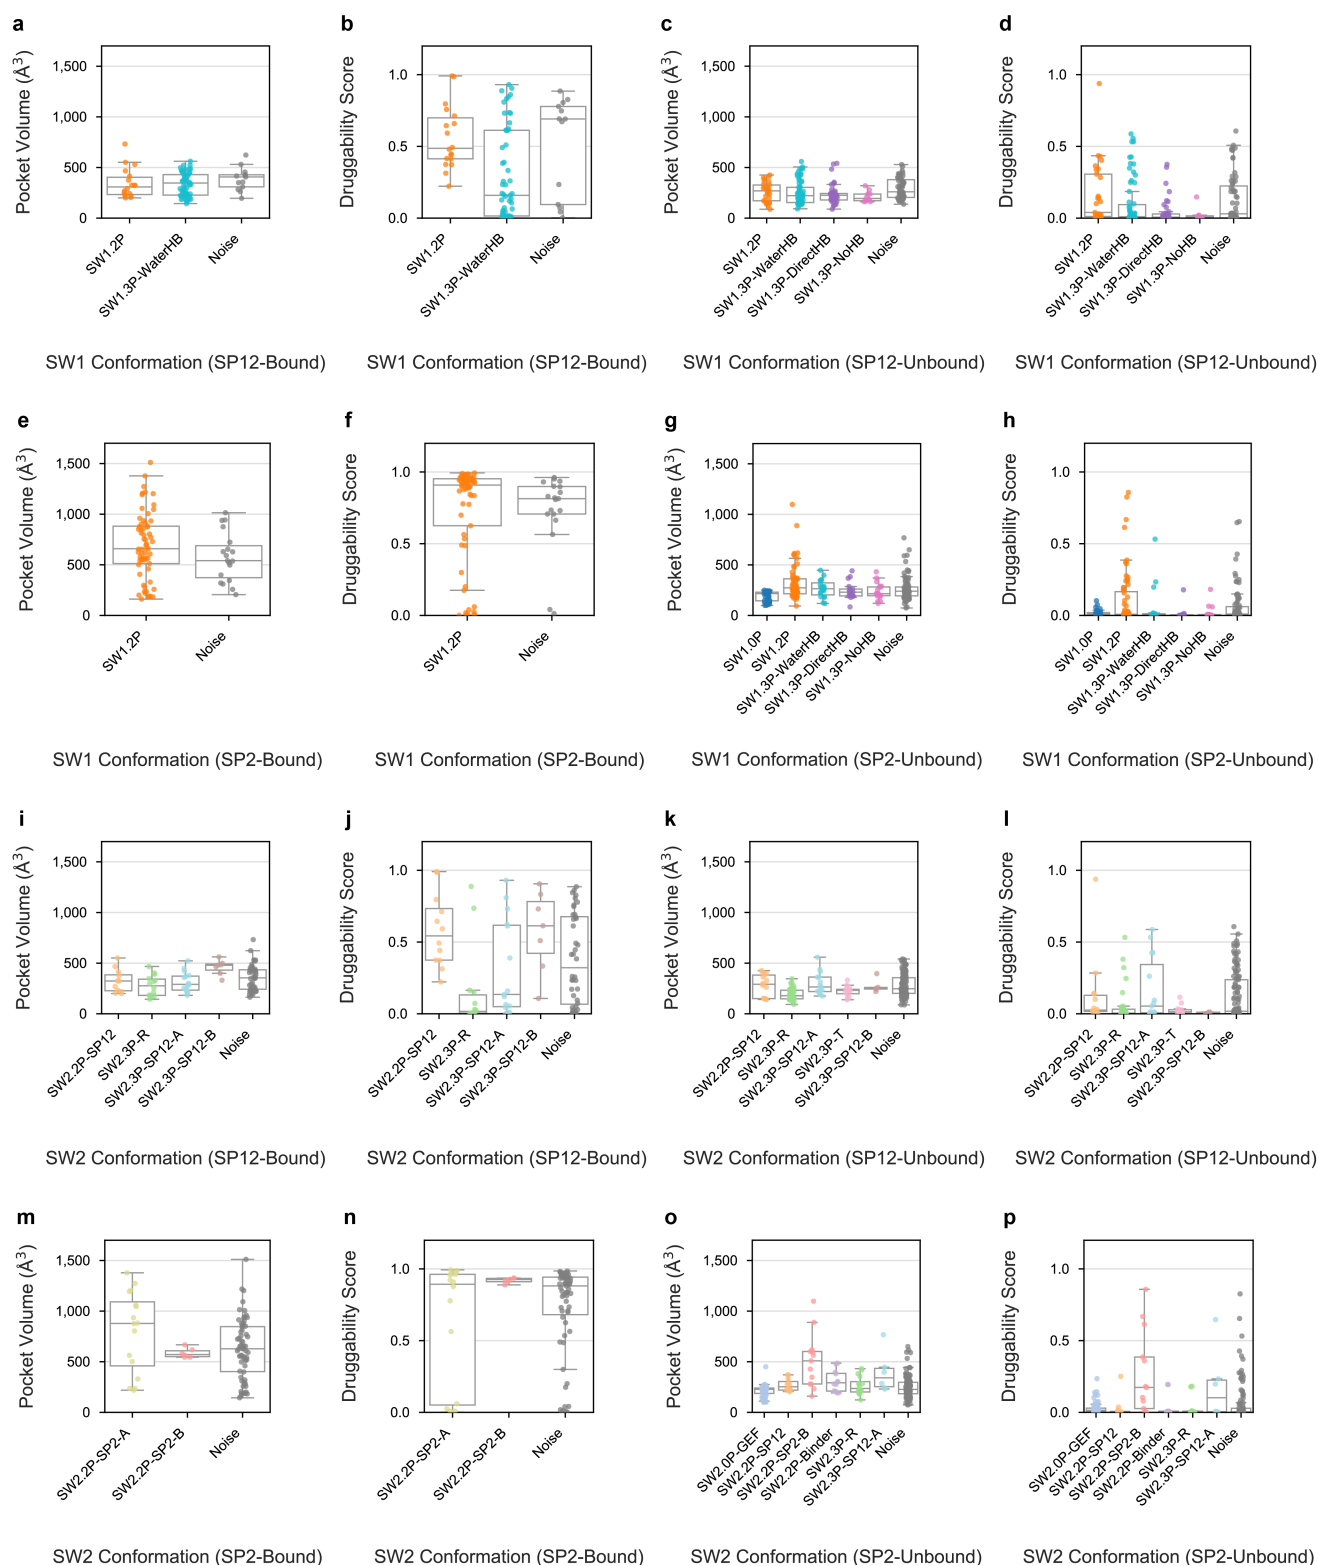 a
Pocket Volume (Å³)
1,500
1,000
500
0
SW1.2P
SW1.3P-WaterHB
Noise
SW1 Conformation (SP12-Bound)
b
Druggability Score
1.0
0.5
0.0
SW1.2P
SW1.3P-WaterHB
Noise
SW1 Conformation (SP12-Bound)
c
Pocket Volume (Å³)
1,500
1,000
500
0
SW1.2P
SW1.3P-WaterHB
SW1.3P-DirectHB
SW1.3P-NoHB
Noise
SW1 Conformation (SP12-Unbound)
d
Druggability Score
1.0
0.5
0.0
SW1.2P
SW1.3P-WaterHB
SW1.3P-DirectHB
SW1.3P-NoHB
Noise
SW1 Conformation (SP12-Unbound)
e
Pocket Volume (Å³)
1,500
1,000
500
0
SW1.2P
Noise
SW1 Conformation (SP2-Bound)
f
Druggability Score
1.0
0.5
0.0
SW1.2P
Noise
SW1 Conformation (SP2-Bound)
g
Pocket Volume (Å³)
1,500
1,000
500
0
SW1.0P
SW1.2P
SW1.3P-WaterHB
SW1.3P-DirectHB
SW1.3P-NoHB
Noise
SW1 Conformation (SP2-Unbound)
h
Druggability Score
1.0
0.5
0.0
SW1.0P
SW1.2P
SW1.3P-WaterHB
SW1.3P-DirectHB
SW1.3P-NoHB
Noise
SW1 Conformation (SP2-Unbound)
i
Pocket Volume (Å³)
1,500
1,000
500
0
SW2.2P-SP12
SW2.3P-R
SW2.3P-SP12-A
SW2.3P-SP12-B
Noise
SW2 Conformation (SP12-Bound)
j
Druggability Score
1.0
0.5
0.0
SW2.2P-SP12
SW2.3P-R
SW2.3P-SP12-A
SW2.3P-SP12-B
Noise
SW2 Conformation (SP12-Bound)
k
Pocket Volume (Å³)
1,500
1,000
500
0
SW2.2P-SP12
SW2.3P-R
SW2.3P-SP12-A
SW2.3P-T
SW2.3P-SP12-B
Noise
SW2 Conformation (SP12-Unbound)
l
Druggability Score
1.0
0.5
0.0
SW2.2P-SP12
SW2.3P-R
SW2.3P-SP12-A
SW2.3P-T
SW2.3P-SP12-B
Noise
SW2 Conformation (SP12-Unbound)
m
Pocket Volume (Å³)
1,500
1,000
500
0
SW2.2P-SP2-A
SW2.2P-SP2-B
Noise
SW2 Conformation (SP2-Bound)
n
Druggability Score
1.0
0.5
0.0
SW2.2P-SP2-A
SW2.2P-SP2-B
Noise
SW2 Conformation (SP2-Bound)
o
Pocket Volume (Å³)
1,500
1,000
500
0
SW2.0P-GEF
SW2.2P-SP12
SW2.2P-SP2-B
SW2.2P-Binder
SW2.3P-R
SW2.3P-SP12-A
Noise
SW2 Conformation (SP2-Unbound)
p
Druggability Score
1.0
0.5
0.0
SW2.0P-GEF
SW2.2P-SP12
SW2.2P-SP2-B
SW2.2P-Binder
SW2.3P-R
SW2.3P-SP12-A
Noise
SW2 Conformation (SP2-Unbound)